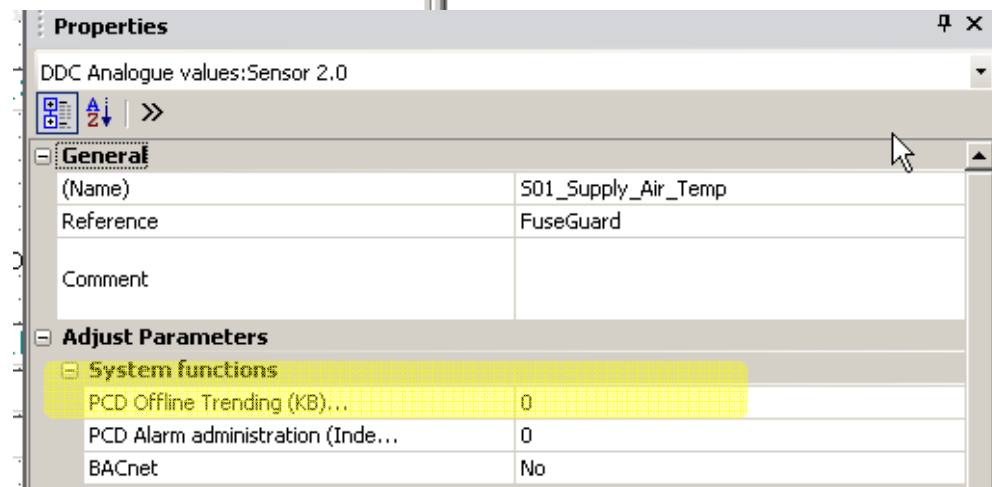 Properties
DDC Analogue values:Sensor 2.0
General
(Name) S01_Supply_Air_Temp
Reference FuseGuard
Comment
Adjust Parameters
System functions
PCD Offline Trending (KB)... 0
PCD Alarm administration (Inde... 0
BACnet No